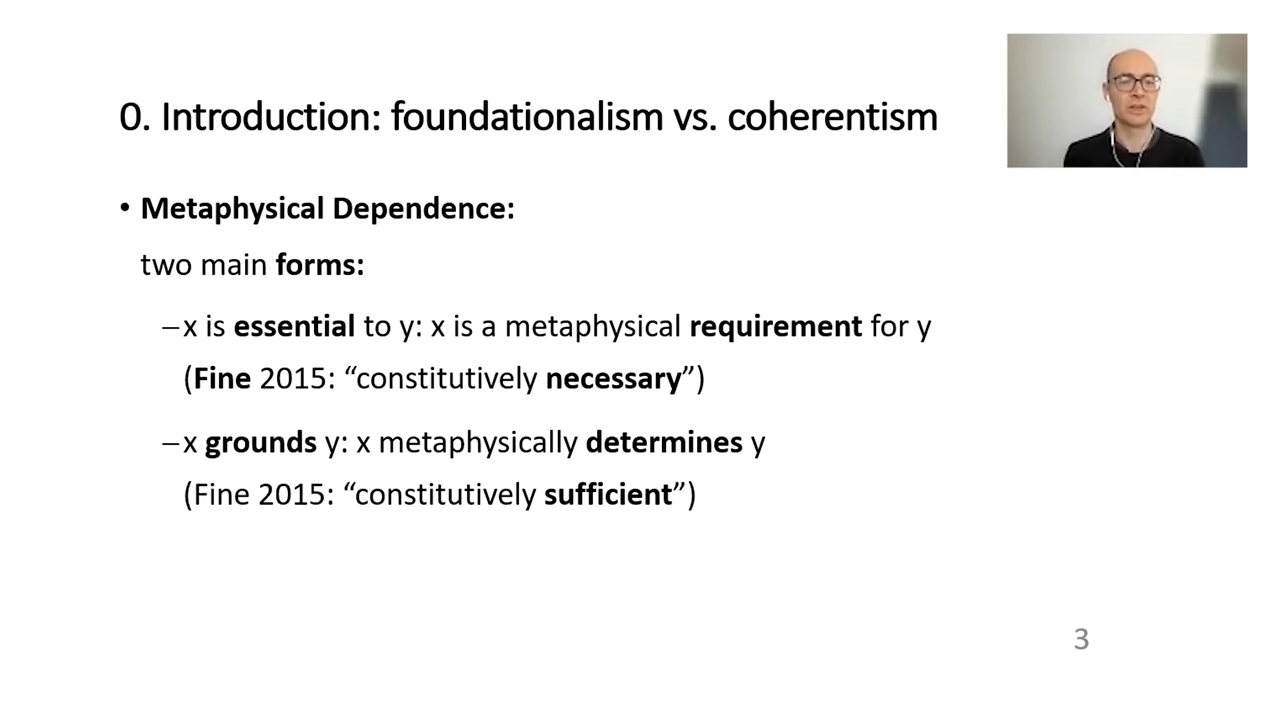 0. Introduction: foundationalism vs. coherentism
• Metaphysical Dependence:
two main forms:
–x is essential to y: x is a metaphysical requirement for y
(Fine 2015: “constitutively necessary”)
–x grounds y: x metaphysically determines y
(Fine 2015: “constitutively sufficient”)
3